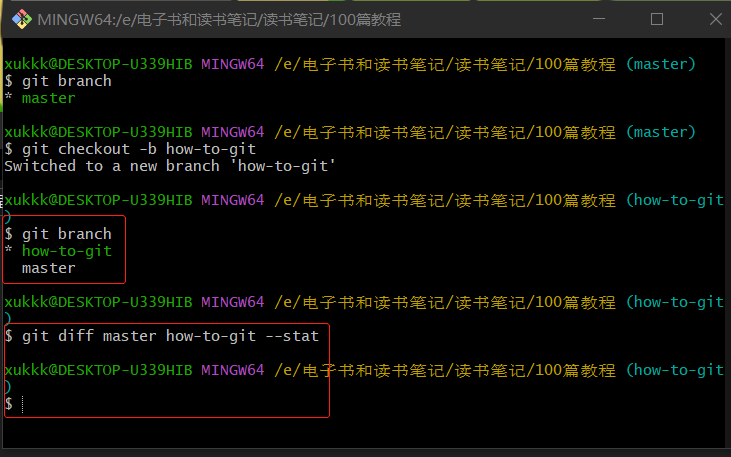 MINGW64:/e/电子书和读书笔记/读书笔记/100篇教程
xukkk@DESKTOP-U339HIB MINGW64 /e/电子书和读书笔记/读书笔记/100篇教程 (master)
$ git branch
* master
xukkk@DESKTOP-U339HIB MINGW64 /e/电子书和读书笔记/读书笔记/100篇教程 (master)
$ git checkout -b how-to-git
Switched to a new branch 'how-to-git'
xukkk@DESKTOP-U339HIB MINGW64 /e/电子书和读书笔记/读书笔记/100篇教程 (how-to-git
)
$ git branch
* how-to-git
  master
xukkk@DESKTOP-U339HIB MINGW64 /e/电子书和读书笔记/读书笔记/100篇教程 (how-to-git
)
$ git diff master how-to-git --stat
xukkk@DESKTOP-U339HIB MINGW64 /e/电子书和读书笔记/读书笔记/100篇教程 (how-to-git
)
$